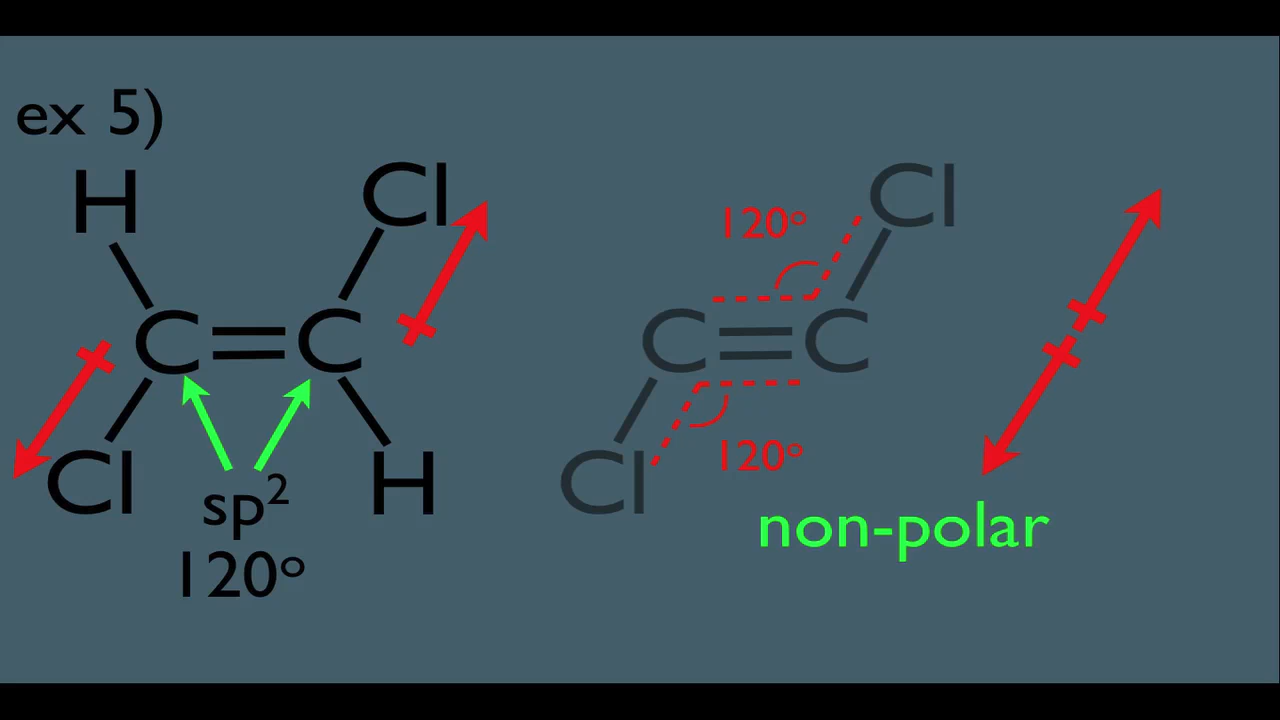 ex 5)
H Cl
C=C
Cl H
sp²
120°
Cl
120°
C=C
Cl 120°
non-polar